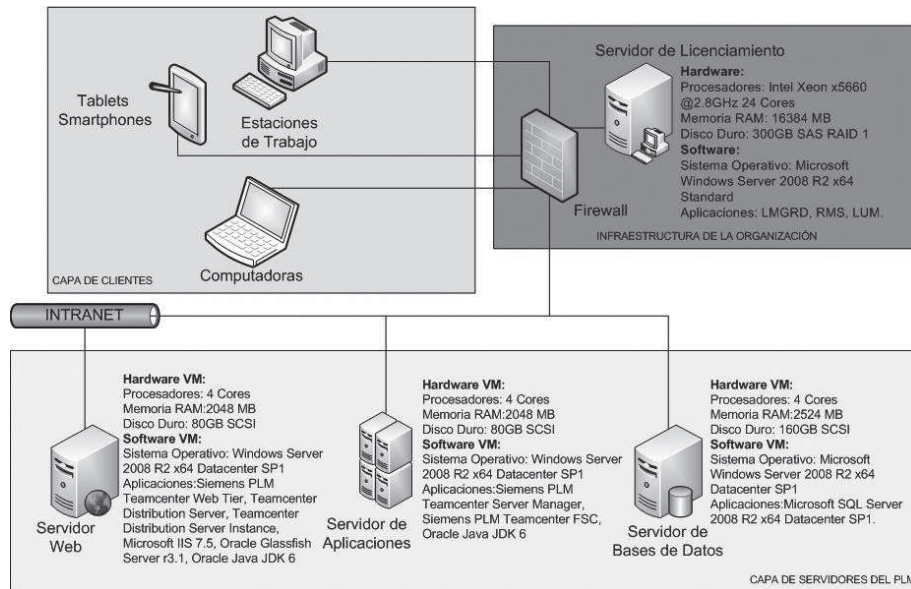 Tablets
Smartphones
Estaciones
de Trabajo
Computadoras
CAPA DE CLIENTES
Servidor de Licenciamiento
Hardware:
Procesadores: Intel Xeon x5660
@2.8GHz 24 Cores
Memoria RAM: 16384 MB
Disco Duro: 300GB SAS RAID 1
Software:
Sistema Operativo: Microsoft
Windows Server 2008 R2 x64
Standard
Aplicaciones: LMGRD, RMS, LUM.
Firewall
INFRAESTRUCTURA DE LA ORGANIZACIÓN
INTRANET
Hardware VM:
Procesadores: 4 Cores
Memoria RAM:2048 MB
Disco Duro: 80GB SCSI
Software VM:
Sistema Operativo: Windows Server
2008 R2 x64 Datacenter SP1
Aplicaciones:Siemens PLM
Teamcenter Web Tier, Teamcenter
Distribution Server, Teamcenter
Distribution Server Instance,
Microsoft IIS 7.5, Oracle Glassfish
Server r3.1, Oracle Java JDK 6
Servidor
Web
Hardware VM:
Procesadores: 4 Cores
Memoria RAM:2048 MB
Disco Duro: 80GB SCSI
Software VM:
Sistema Operativo: Windows Server
2008 R2 x64 Datacenter SP1
Aplicaciones:Siemens PLM
Teamcenter Server Manager,
Siemens PLM Teamcenter FSC,
Oracle Java JDK 6
Servidor de
Aplicaciones
Hardware VM:
Procesadores: 4 Cores
Memoria RAM:2524 MB
Disco Duro: 160GB SCSI
Software VM:
Sistema Operativo: Microsoft
Windows Server 2008 R2 x64
Datacenter SP1
Aplicaciones:Microsoft SQL Server
2008 R2 x64 Datacenter SP1.
Servidor de
Bases de Datos
CAPA DE SERVIDORES DEL PLM